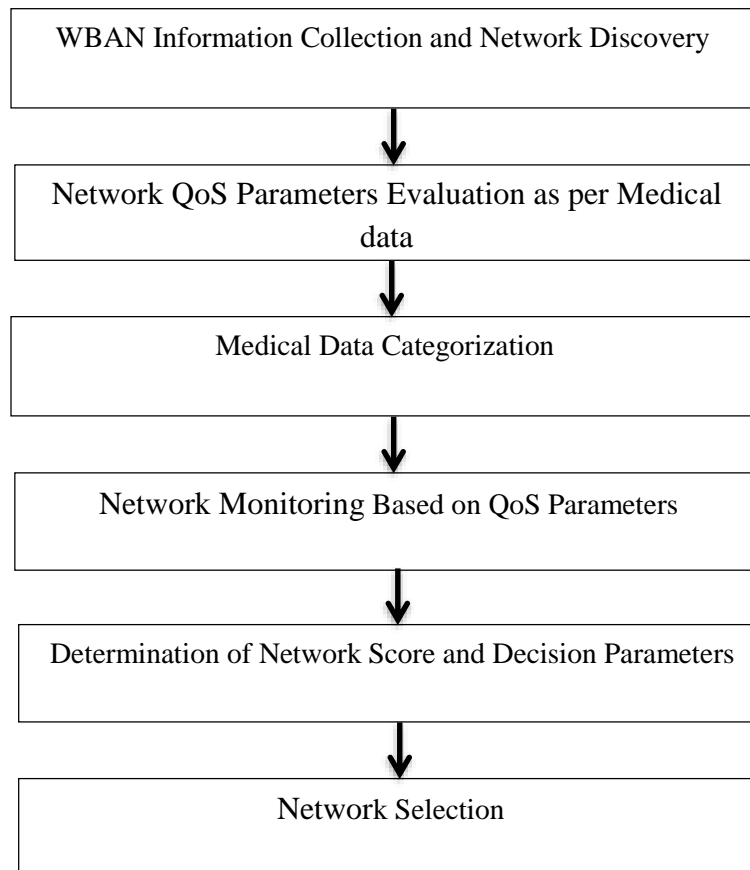 WBAN Information Collection and Network Discovery
Network QoS Parameters Evaluation as per Medical
data
Medical Data Categorization
Network Monitoring Based on QoS Parameters
Determination of Network Score and Decision Parameters
Network Selection